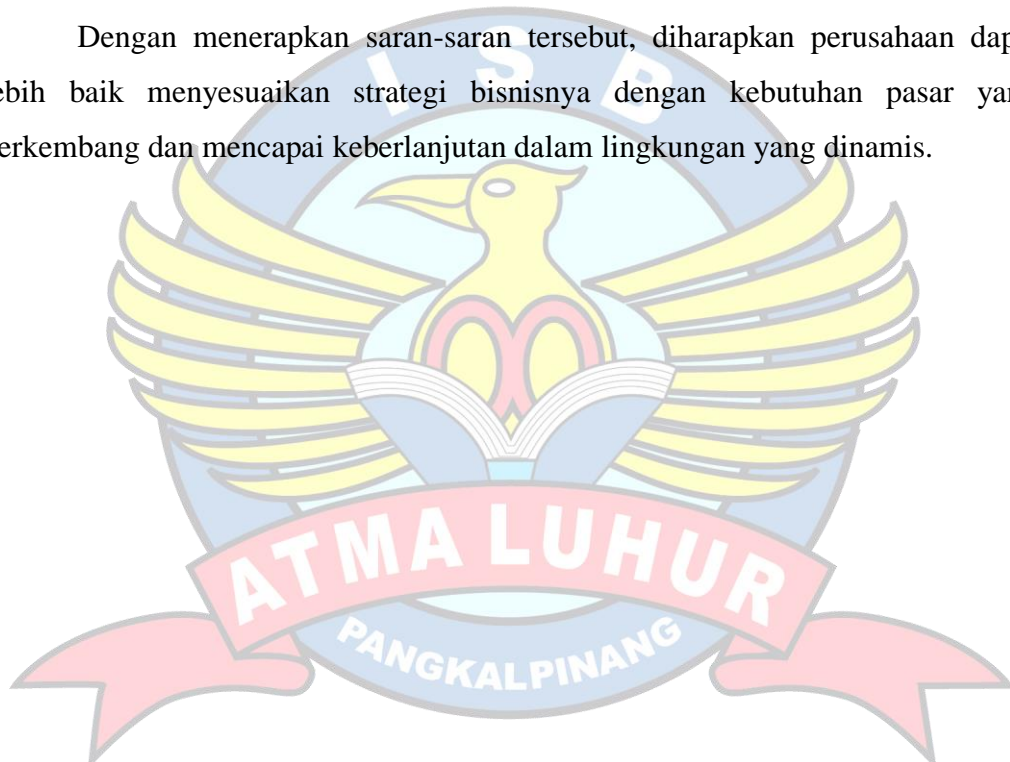 Dengan menerapkan saran-saran tersebut, diharapkan perusahaan dap
ebih baik menyesuaikan strategi bisnisnya dengan kebutuhan pasar yan
erkembang dan mencapai keberlanjutan dalam lingkungan yang dinamis.
I S B
ATMA LUHUR
PANGKALPINANG